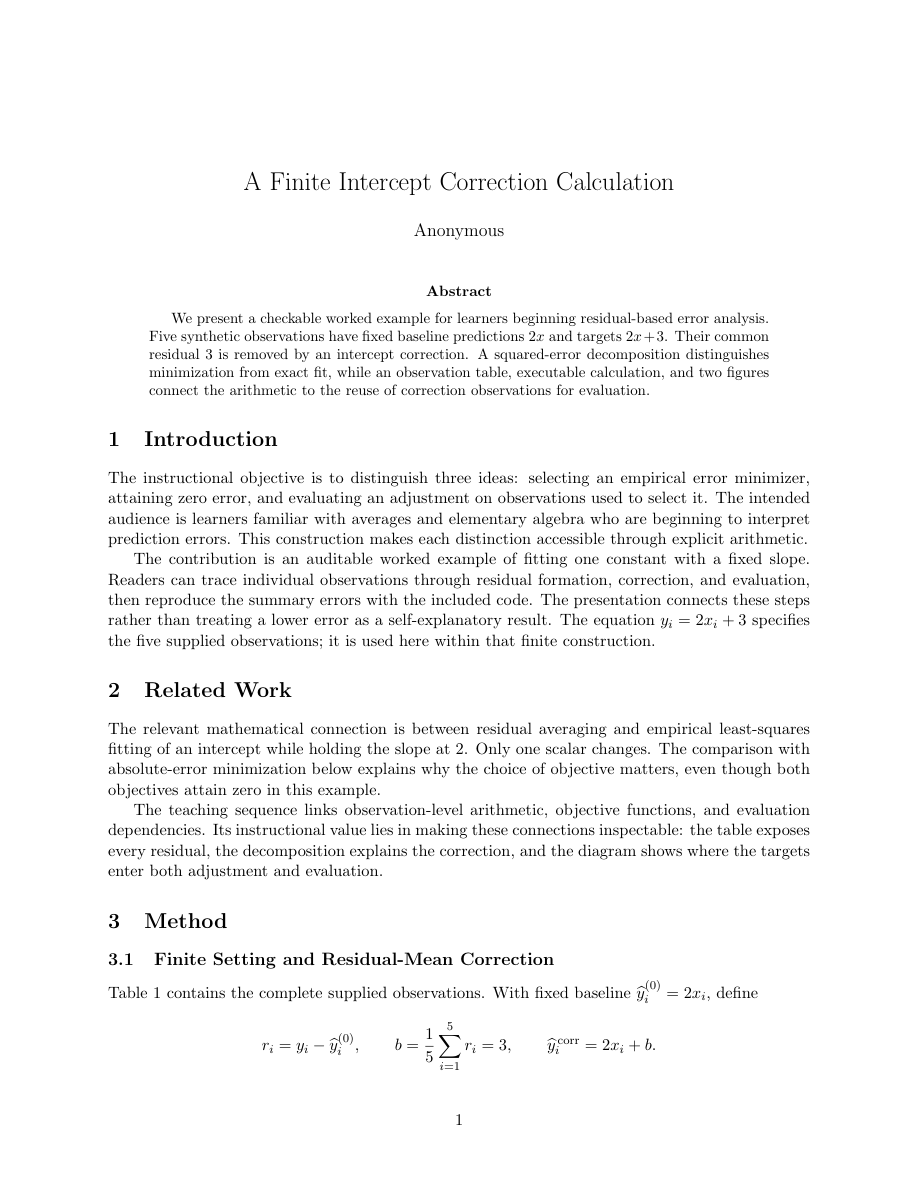 A Finite Intercept Correction Calculation
Anonymous
Abstract
We present a checkable worked example for learners beginning residual-based error analysis.
Five synthetic observations have fixed baseline predictions 2x and targets 2x+3. Their common
residual 3 is removed by an intercept correction. A squared-error decomposition distinguishes
minimization from exact fit, while an observation table, executable calculation, and two figures
connect the arithmetic to the reuse of correction observations for evaluation.
1 Introduction
The instructional objective is to distinguish three ideas: selecting an empirical error minimizer,
attaining zero error, and evaluating an adjustment on observations used to select it. The intended
audience is learners familiar with averages and elementary algebra who are beginning to interpret
prediction errors. This construction makes each distinction accessible through explicit arithmetic.
The contribution is an auditable worked example of fitting one constant with a fixed slope.
Readers can trace individual observations through residual formation, correction, and evaluation,
then reproduce the summary errors with the included code. The presentation connects these steps
rather than treating a lower error as a self-explanatory result. The equation y_i = 2x_i + 3 specifies
the five supplied observations; it is used here within that finite construction.
2 Related Work
The relevant mathematical connection is between residual averaging and empirical least-squares
fitting of an intercept while holding the slope at 2. Only one scalar changes. The comparison with
absolute-error minimization below explains why the choice of objective matters, even though both
objectives attain zero in this example.
The teaching sequence links observation-level arithmetic, objective functions, and evaluation
dependencies. Its instructional value lies in making these connections inspectable: the table exposes
every residual, the decomposition explains the correction, and the diagram shows where the targets
enter both adjustment and evaluation.
3 Method
3.1 Finite Setting and Residual-Mean Correction
Table 1 contains the complete supplied observations. With fixed baseline ŷ_i^(0) = 2x_i, define
r_i = y_i − ŷ_i^(0), b = 1/5 ∑_{i=1}^{5} r_i = 3, ŷ_i^corr = 2x_i + b.
1